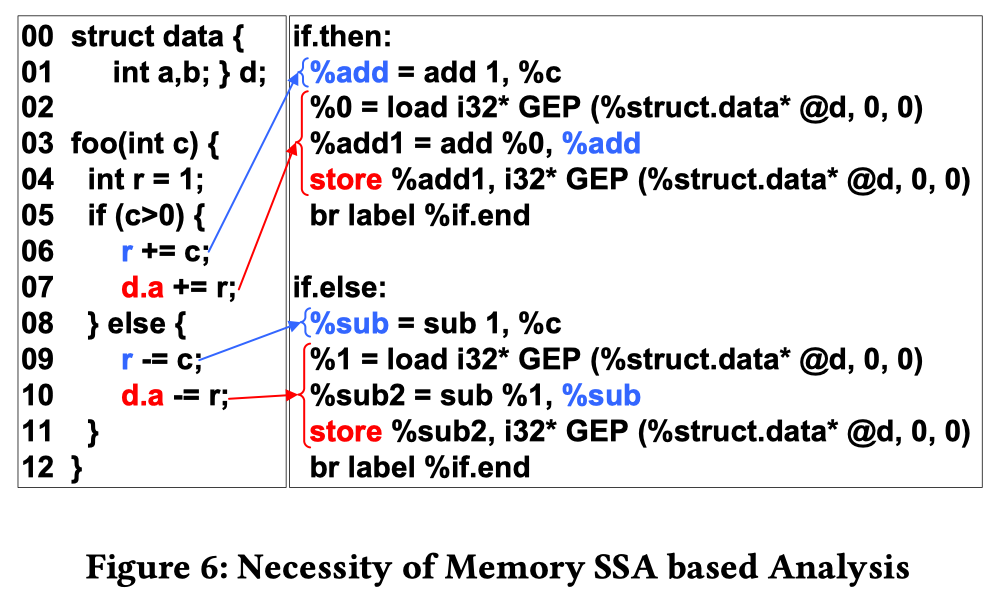 00 struct data {
01 int a,b; } d;
02
03 foo(int c) {
04 int r = 1;
05 if (c>0) {
06 r += c;
07 d.a += r;
08 } else {
09 r -= c;
10 d.a -= r;
11 }
12 }
if.then:
%add = add 1, %c
%0 = load i32* GEP (%struct.data* @d, 0, 0)
%add1 = add %0, %add
store %add1, i32* GEP (%struct.data* @d, 0, 0)
br label %if.end
if.else:
%sub = sub 1, %c
%1 = load i32* GEP (%struct.data* @d, 0, 0)
%sub2 = sub %1, %sub
store %sub2, i32* GEP (%struct.data* @d, 0, 0)
br label %if.end
Figure 6: Necessity of Memory SSA based Analysis